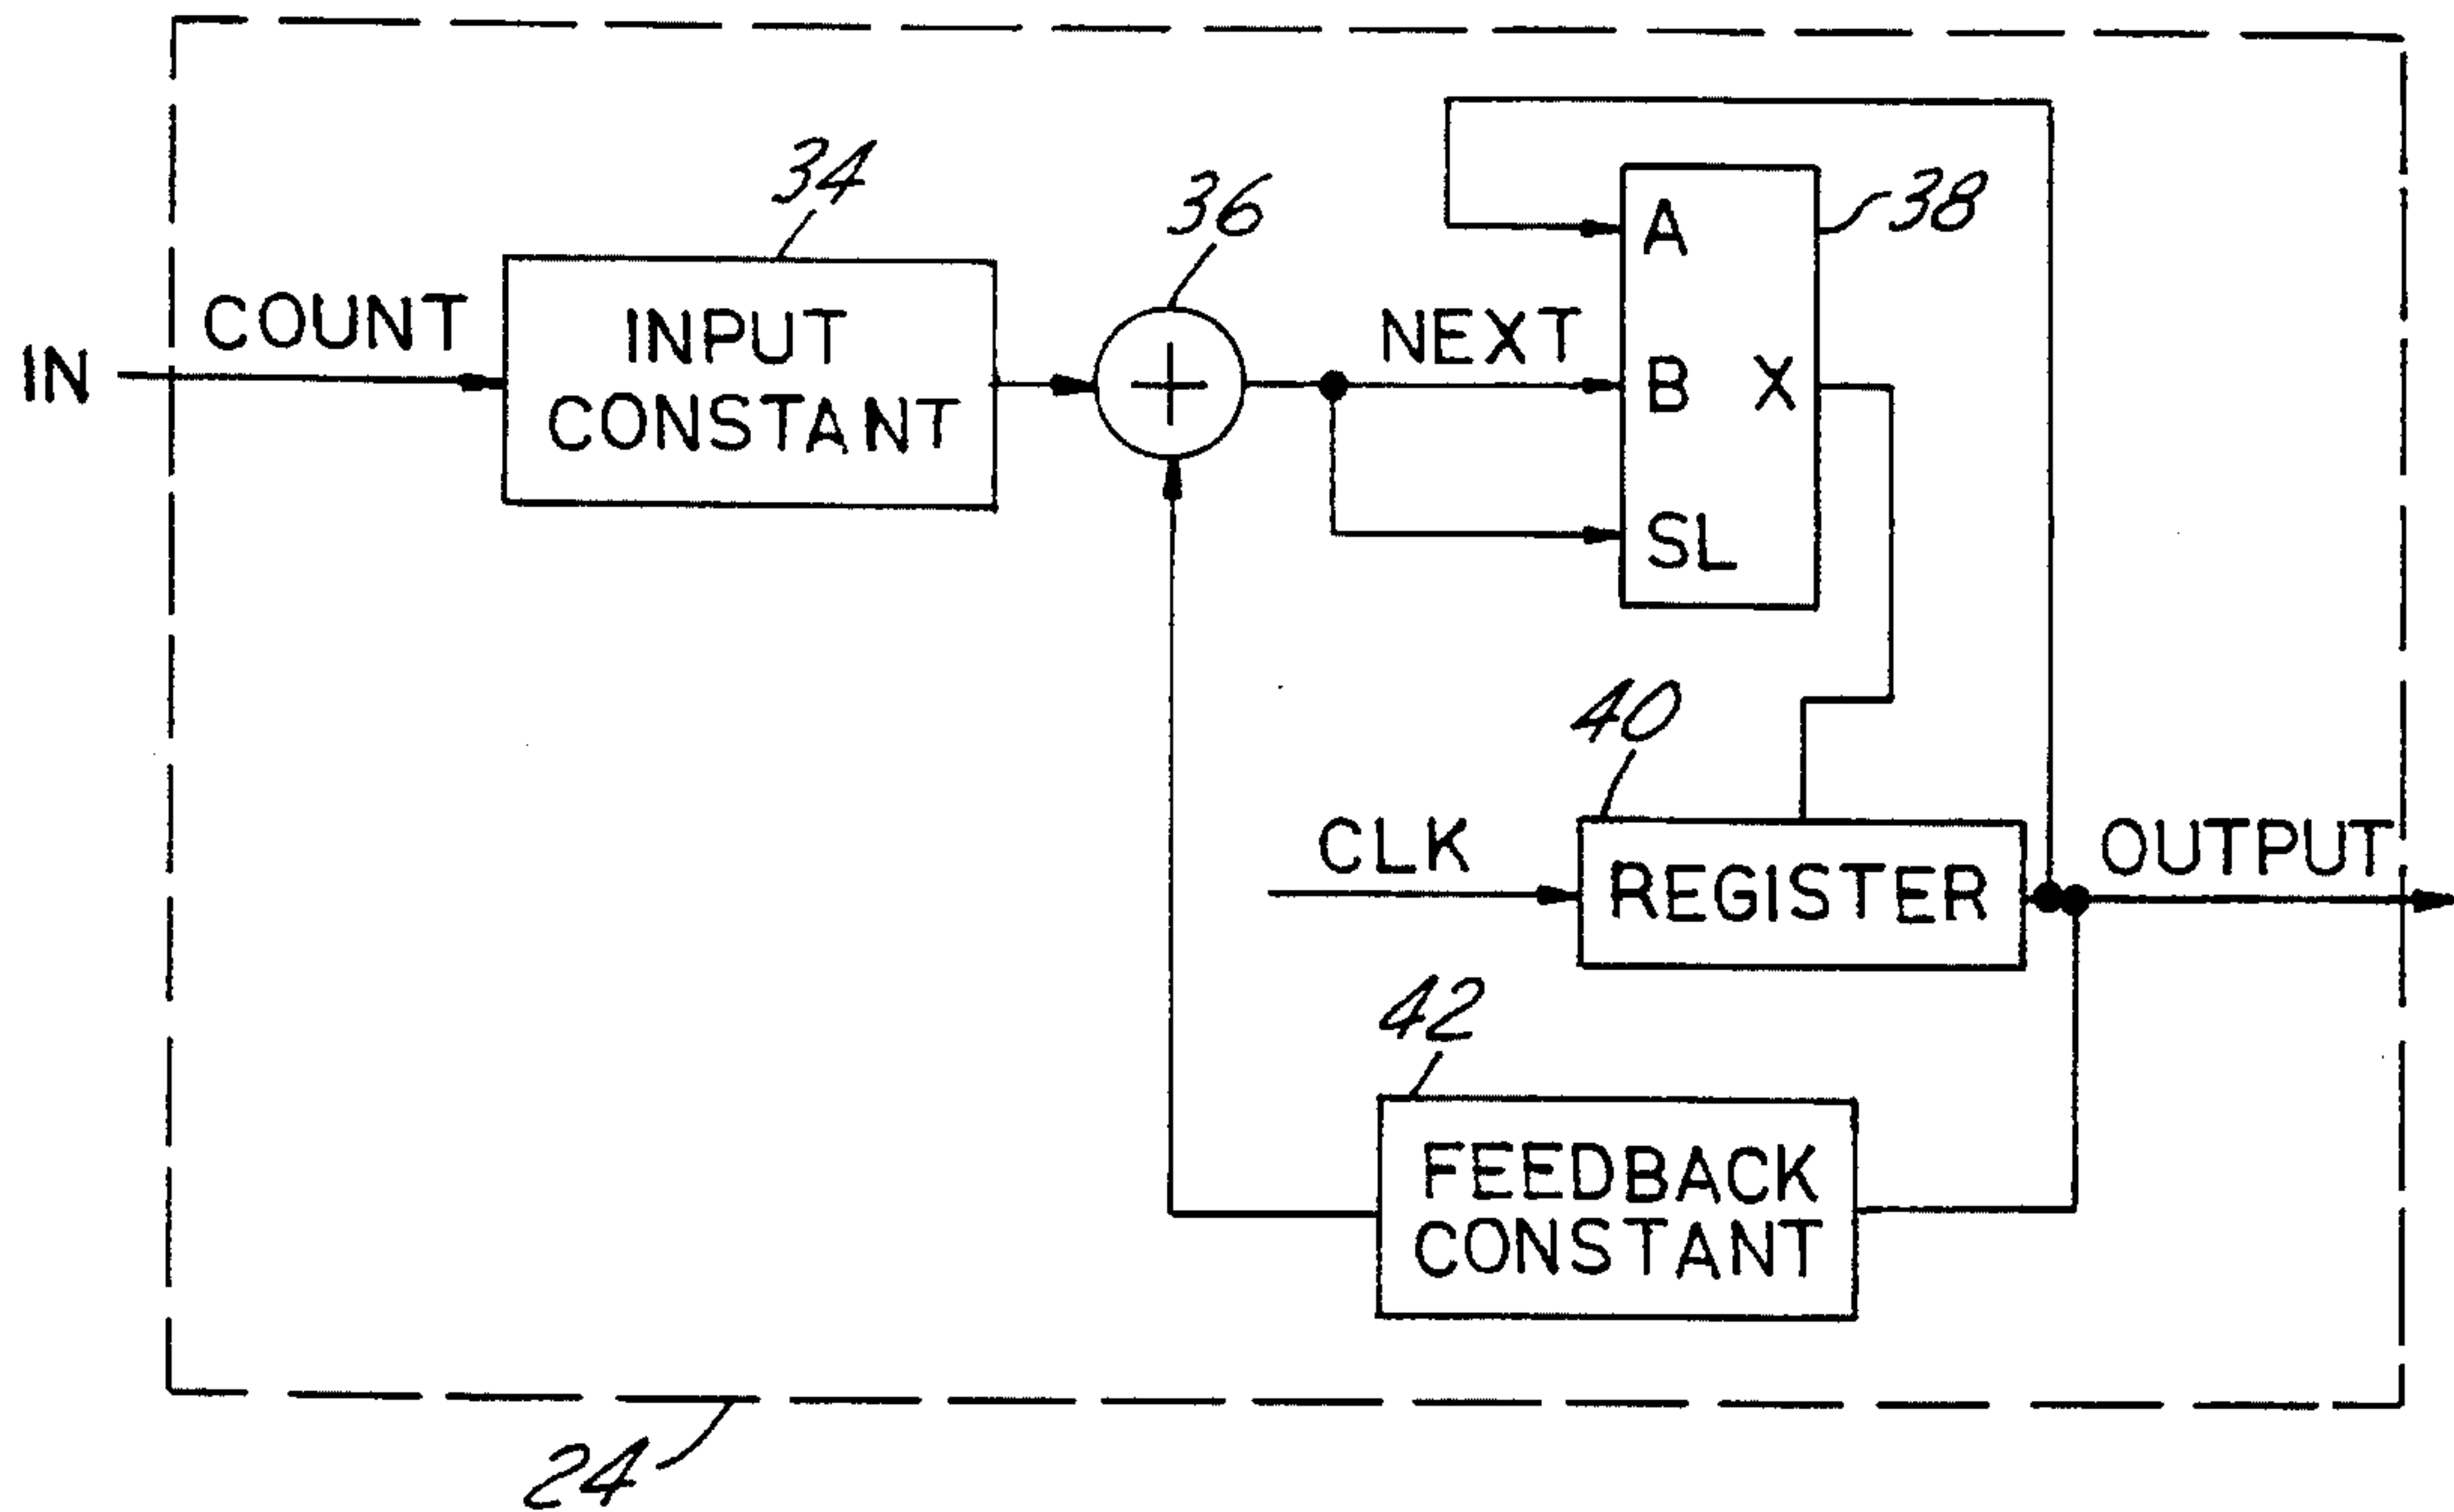 34
36
38
A
IN
COUNT
INPUT
CONSTANT
NEXT
B
X
SL
40
CLK
REGISTER
OUTPUT
42
FEEDBACK
CONSTANT
24